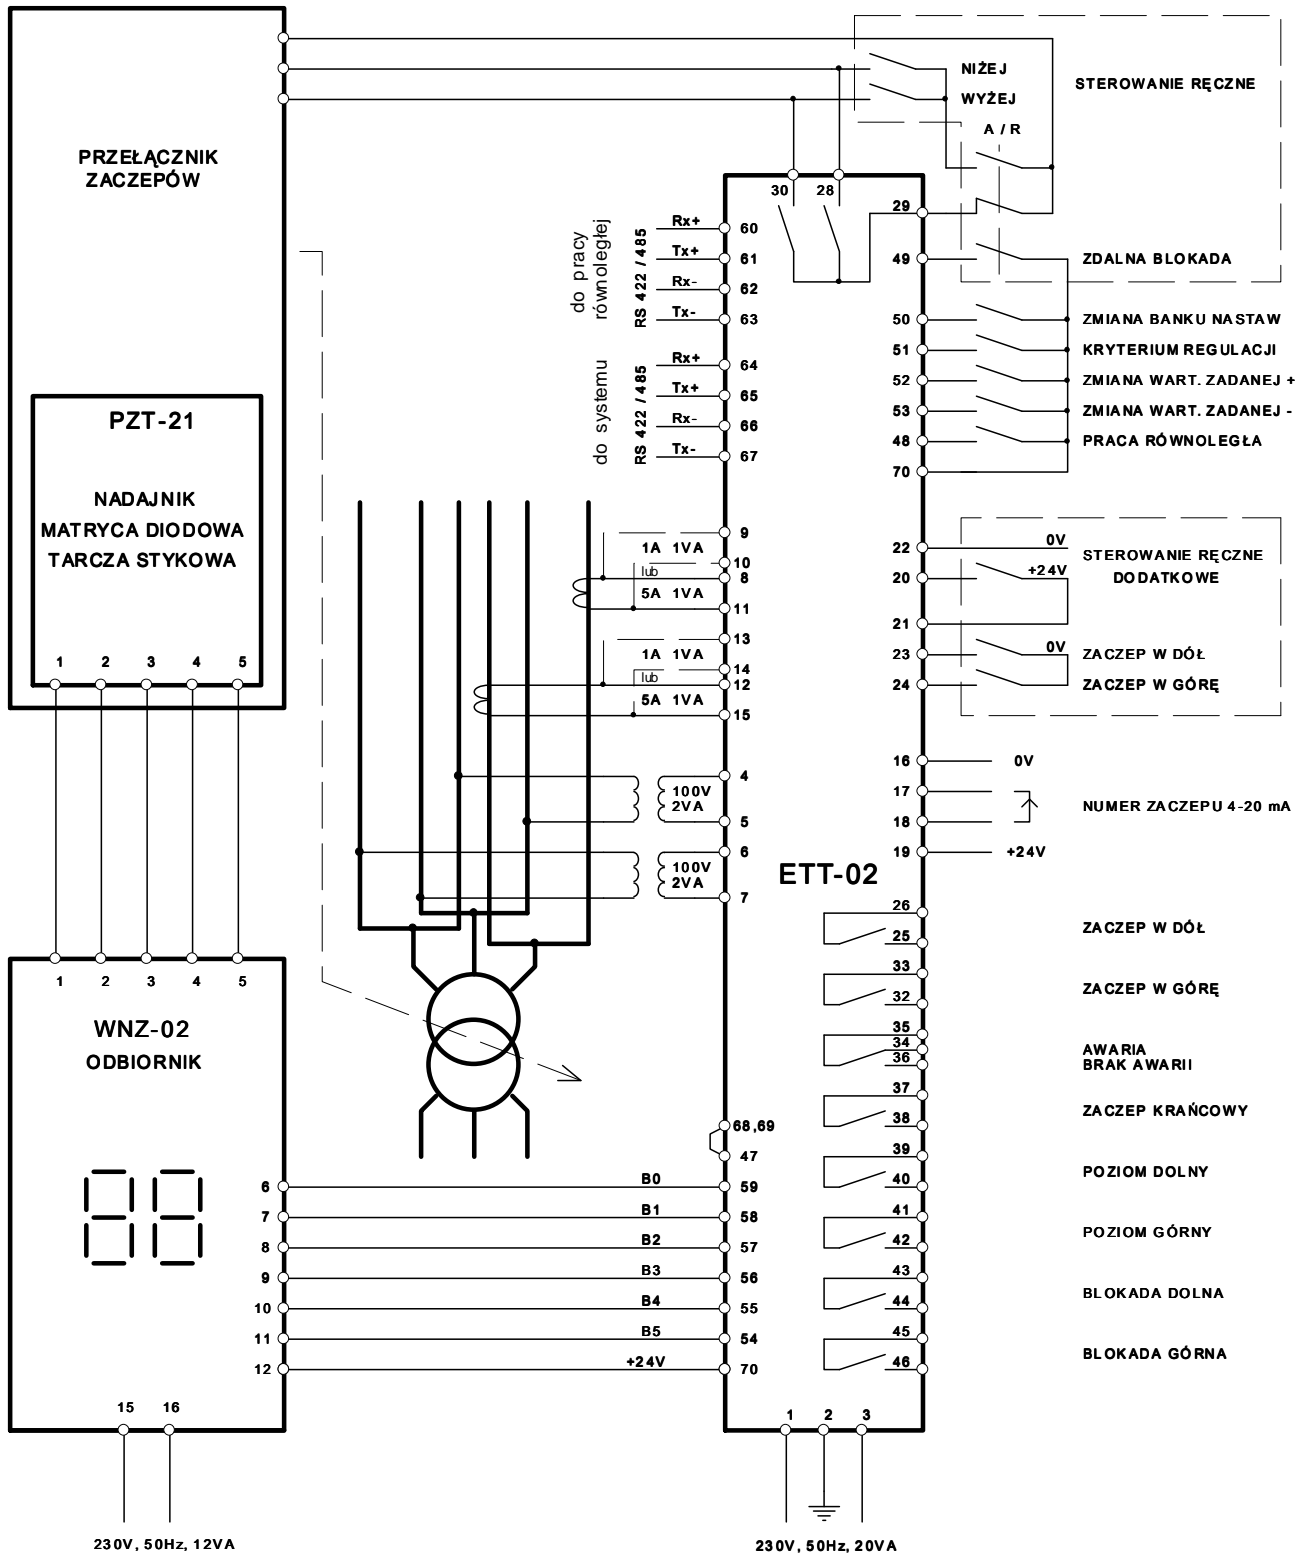 PRZEŁĄCZNIK
ZACZEPÓW
PZT-21
NADAJNIK
MATRYCA DIODOWA
TARCZA STYKOWA
1 2 3 4 5
1 2 3 4 5
WNZ-02
ODBIORNIK
6
7
8
9
10
11
12
15 16
230V, 50Hz, 12VA
do pracy
równoległej
RS 422 / 485
Rx+ 60
Tx+ 61
Rx- 62
Tx- 63
do systemu
RS 422 / 485
Rx+ 64
Tx+ 65
Rx- 66
Tx- 67
9
1A 1VA
10
lub
8
5A 1VA
11
13
1A 1VA
14
lub
12
5A 1VA
15
4
100V
2VA
5
6
100V
2VA
7
68,69
47
B0 59
B1 58
B2 57
B3 56
B4 55
B5 54
+24V 70
ETT-02
30 28
1 2 3
230V, 50Hz, 20VA
NIŻEJ
WYŻEJ
STEROWANIE RĘCZNE
A / R
29
49 ZDALNA BLOKADA
50 ZMIANA BANKU NASTAW
51 KRYTERIUM REGULACJI
52 ZMIANA WART. ZADANEJ +
53 ZMIANA WART. ZADANEJ -
48 PRACA RÓWNOLEGŁA
70
22 0V
STEROWANIE RĘCZNE
DODATKOWE
20 +24V
21
23 0V ZACZEP W DÓŁ
24 ZACZEP W GÓRĘ
16 0V
17
NUMER ZACZEPU 4-20 mA
18
19 +24V
26
ZACZEP W DÓŁ
25
33
ZACZEP W GÓRĘ
32
35
34 AWARIA
36 BRAK AWARII
37
ZACZEP KRAŃCOWY
38
39
POZIOM DOLNY
40
41
POZIOM GÓRNY
42
43
BLOKADA DOLNA
44
45
BLOKADA GÓRNA
46